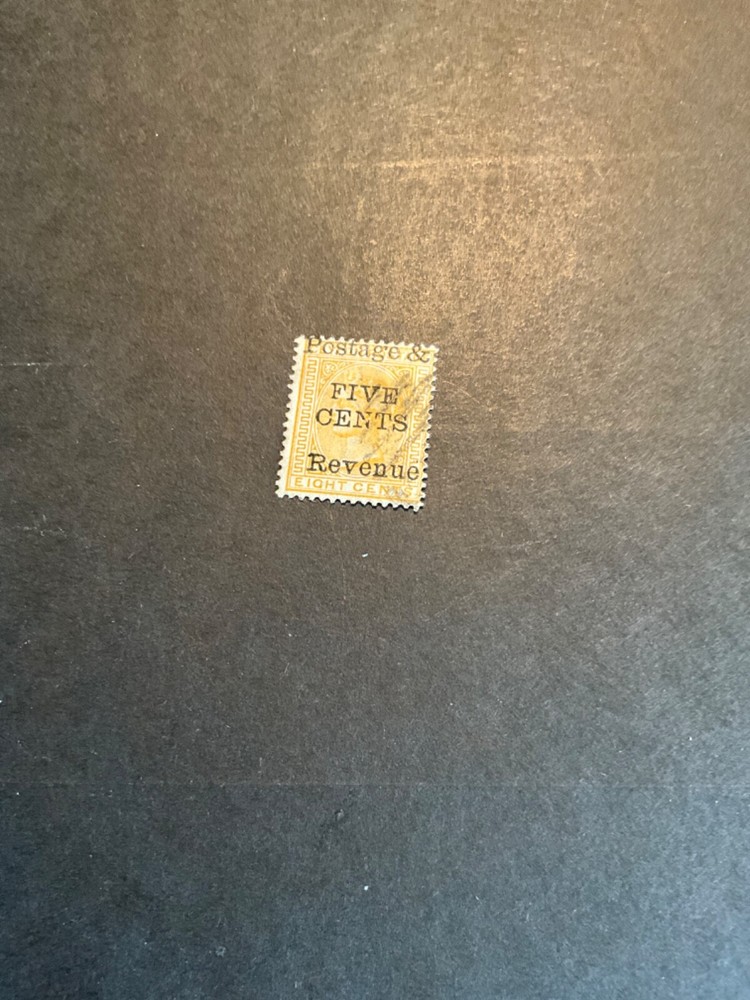 Postage &
FIVE
CENTS
Revenue
EIGHT CENTS